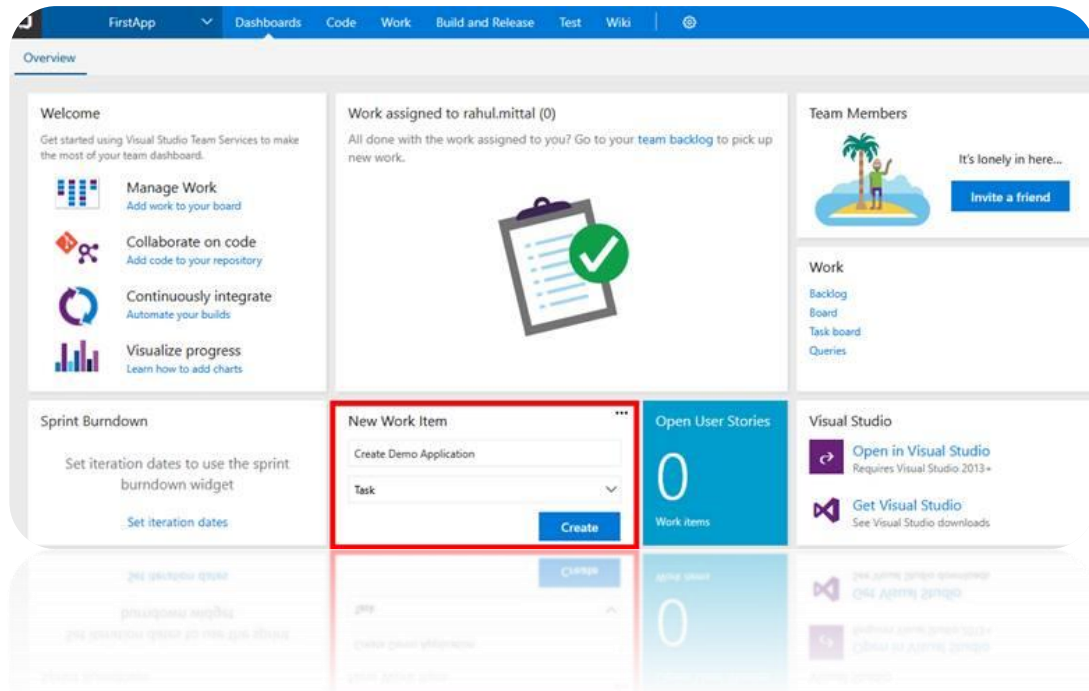 FirstApp
Dashboards
Code
Work
Build and Release
Test
Wiki
Overview
Welcome
Get started using Visual Studio Team Services to make
the most of your team dashboard.
Manage Work
Add work to your board
Collaborate on code
Add code to your repository
Continuously integrate
Automate your builds
Visualize progress
Learn how to add charts
Work assigned to rahul.mittal (0)
All done with the work assigned to you? Go to your team backlog to pick up
new work.
Team Members
It's lonely in here...
Invite a friend
Work
Backlog
Board
Task board
Queries
Sprint Burndown
Set iteration dates to use the sprint
burndown widget
Set iteration dates
New Work Item
Create Demo Application
Task
Create
Open User Stories
0
Work items
Visual Studio
Open in Visual Studio
Requires Visual Studio 2013+
Get Visual Studio
See Visual Studio downloads